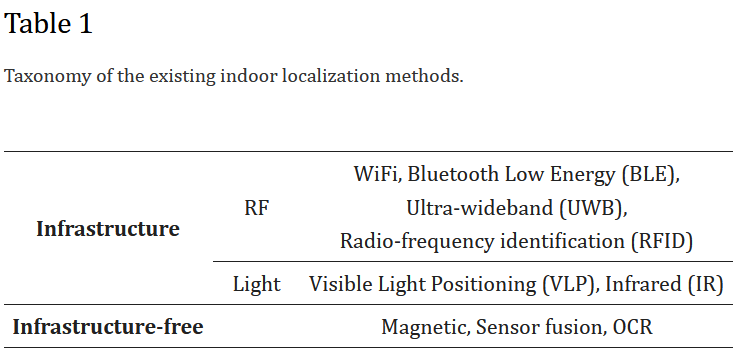 Table 1
Taxonomy of the existing indoor localization methods.
Infrastructure
RF
WiFi, Bluetooth Low Energy (BLE),
Ultra-wideband (UWB),
Radio-frequency identification (RFID)
Light
Visible Light Positioning (VLP), Infrared (IR)
Infrastructure-free
Magnetic, Sensor fusion, OCR